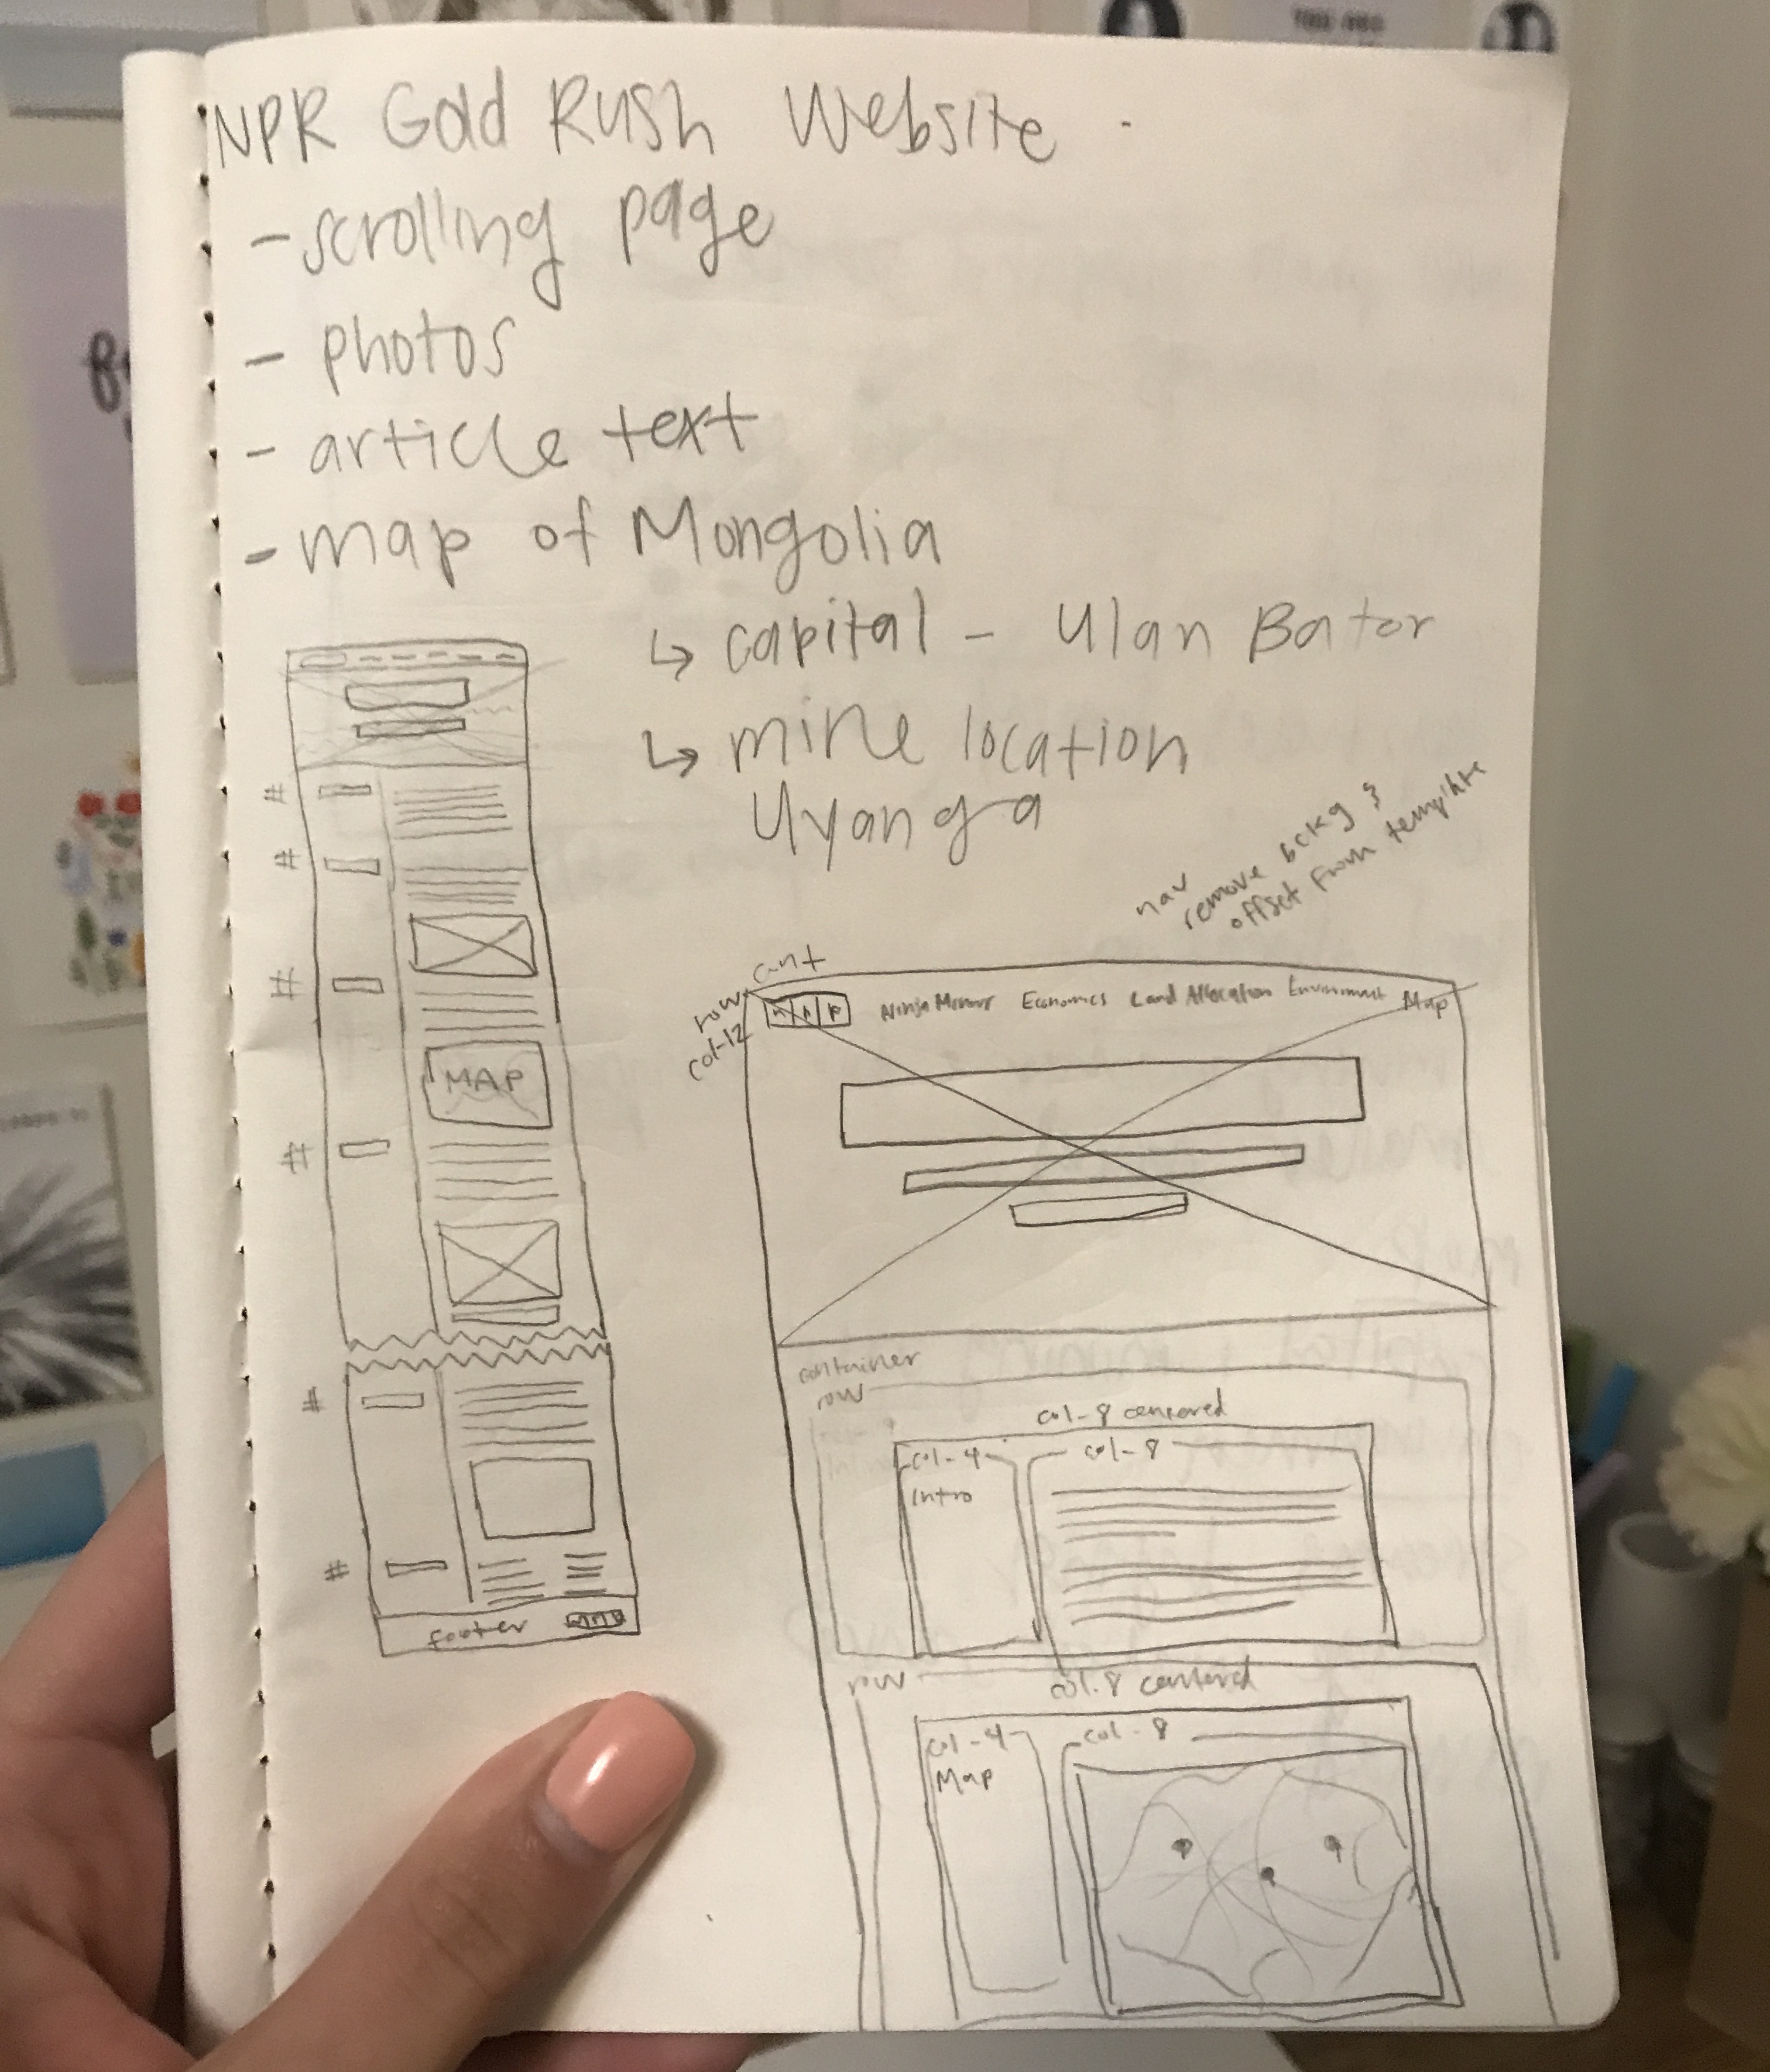 NPR Gold Rush Website
- scrolling page
- photos
- article text
- map of Mongolia
↳ capital - Ulan Bator
↳ mine location
Uyanga
nav
remove bckg &
offset from template
#
#
#
MAP
#
#
#
footer
row cnt
col-12
n p r
Ninja Miner Economics Land Allocation Environment Map
container
row
col-8 centered
col-4 col-8
Intro
row col-8 centered
col-4 col-8
Map